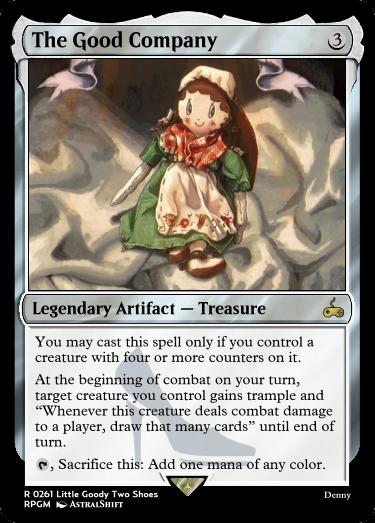 The Good Company
3
Legendary Artifact — Treasure
You may cast this spell only if you control a
creature with four or more counters on it.
At the beginning of combat on your turn,
target creature you control gains trample and
“Whenever this creature deals combat damage
to a player, draw that many cards” until end of
turn.
, Sacrifice this: Add one mana of any color.
R 0261 Little Goody Two Shoes
Denny
RPGM AstralShift